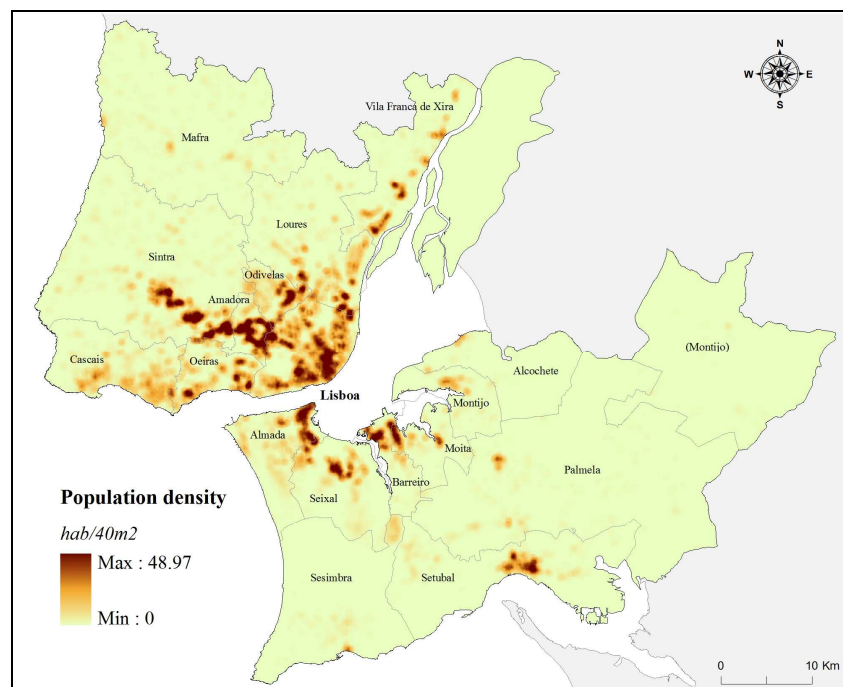 N
W E
S
Vila Franca de Xira
Mafra
Loures
Sintra
Odivelas
Amadora
(Montijo)
Cascais
Oeiras
Alcochete
Lisboa
Montijo
Almada
Moita
Palmela
Barreiro
Seixal
Population density
hab/40m2
Max : 48.97
Min : 0
Sesimbra
Setubal
0 10 Km